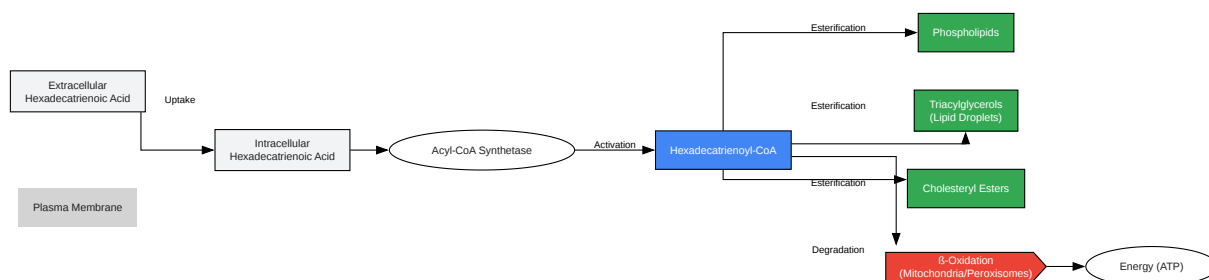 Extracellular
Hexadecatrienoic Acid
Uptake
Intracellular
Hexadecatrienoic Acid
Plasma Membrane
Acyl-CoA Synthetase
Activation
Hexadecatrienoyl-CoA
Esterification
Phospholipids
Esterification
Triacylglycerols
(Lipid Droplets)
Esterification
Cholesteryl Esters
Degradation
ß-Oxidation
(Mitochondria/Peroxisomes)
Energy (ATP)